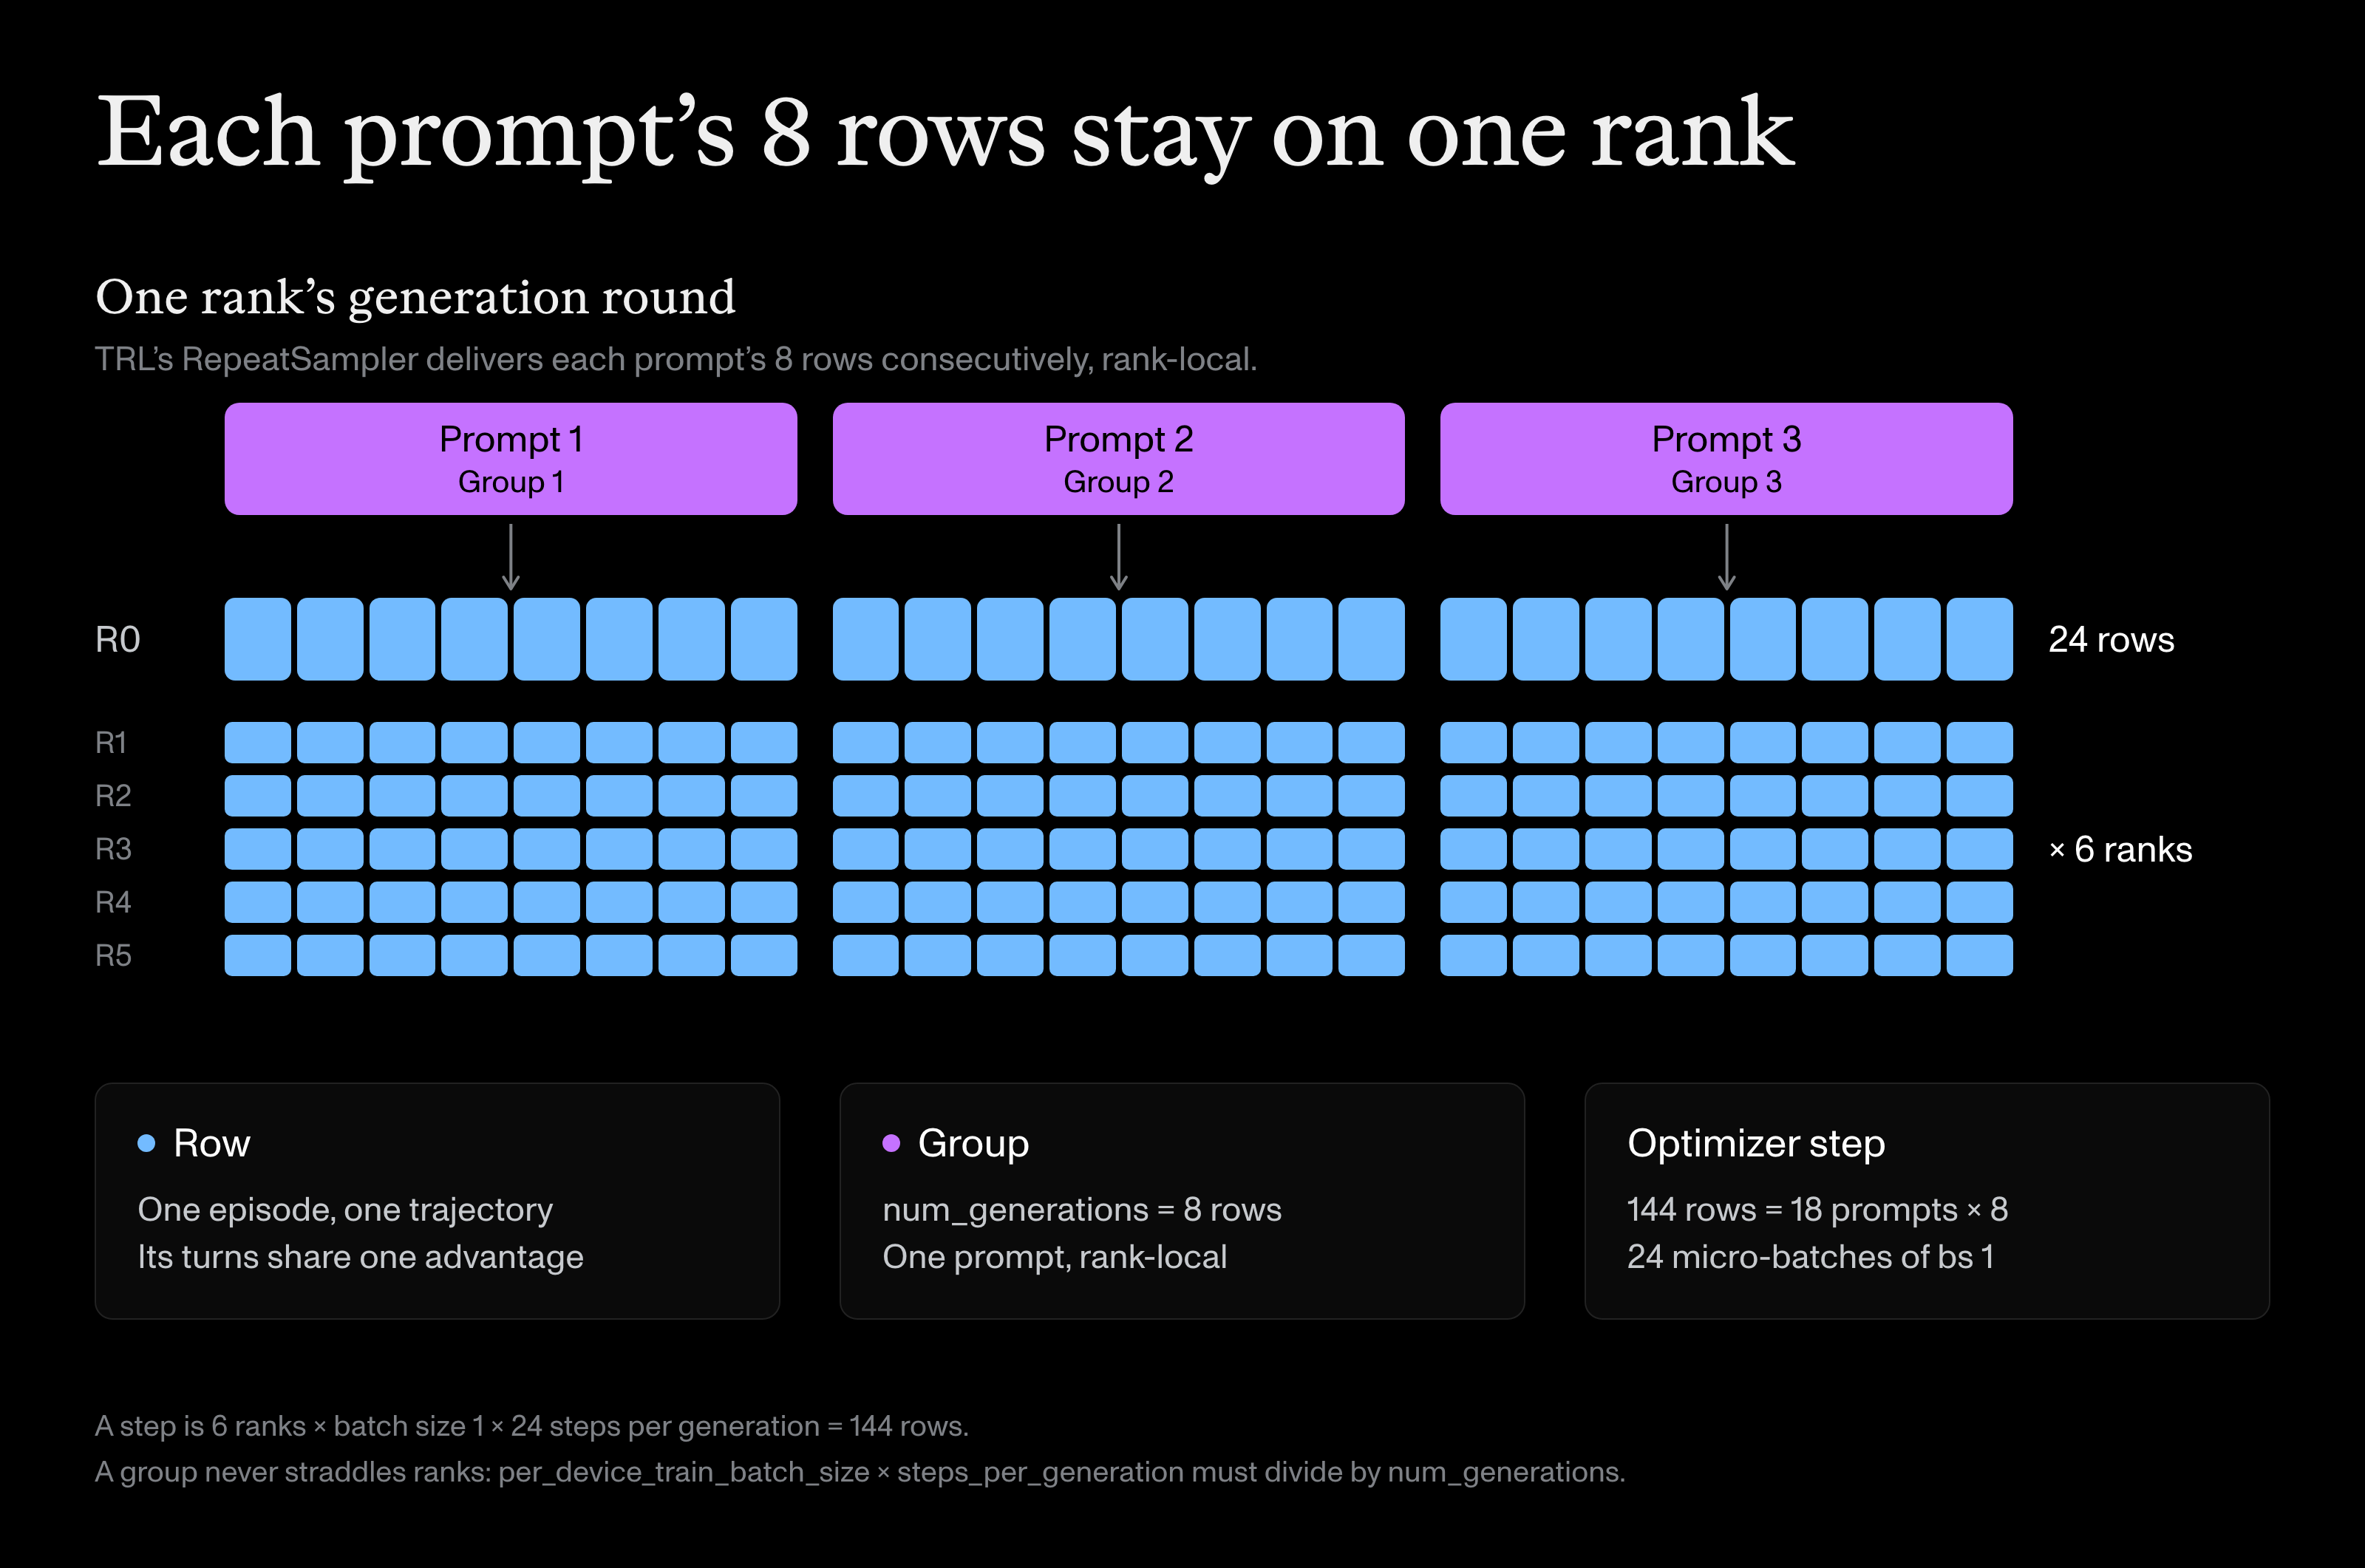 Each prompt’s 8 rows stay on one rank
One rank’s generation round
TRL’s RepeatSampler delivers each prompt’s 8 rows consecutively, rank-local.
Prompt 1
Group 1
Prompt 2
Group 2
Prompt 3
Group 3
R0
24 rows
R1
R2
R3
× 6 ranks
R4
R5
Row
One episode, one trajectory
Its turns share one advantage
Group
num_generations = 8 rows
One prompt, rank-local
Optimizer step
144 rows = 18 prompts × 8
24 micro-batches of bs 1
A step is 6 ranks × batch size 1 × 24 steps per generation = 144 rows.
A group never straddles ranks: per_device_train_batch_size × steps_per_generation must divide by num_generations.